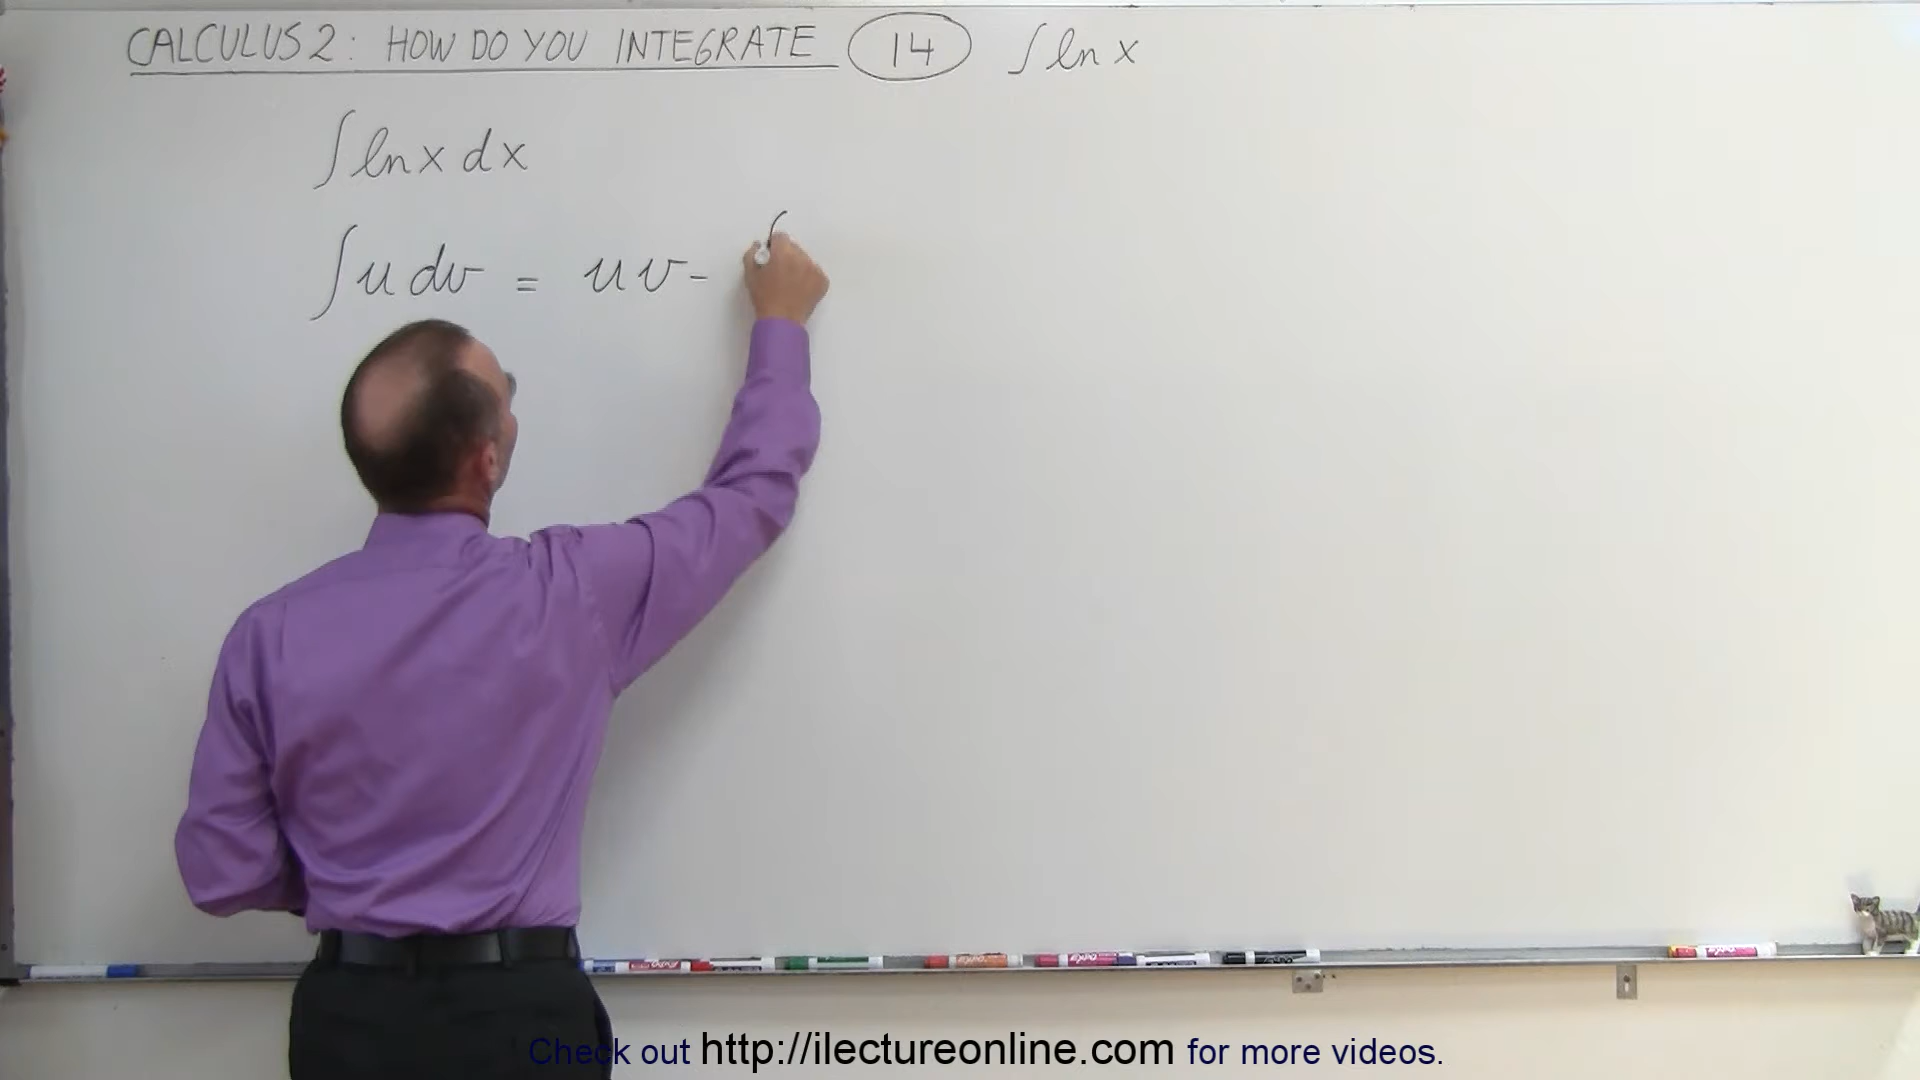 CALCULUS 2: HOW DO YOU INTEGRATE 14 ∫ ln x
∫ ln x dx
∫ u dv = u v - ∫
Check out http://ilectureonline.com for more videos.